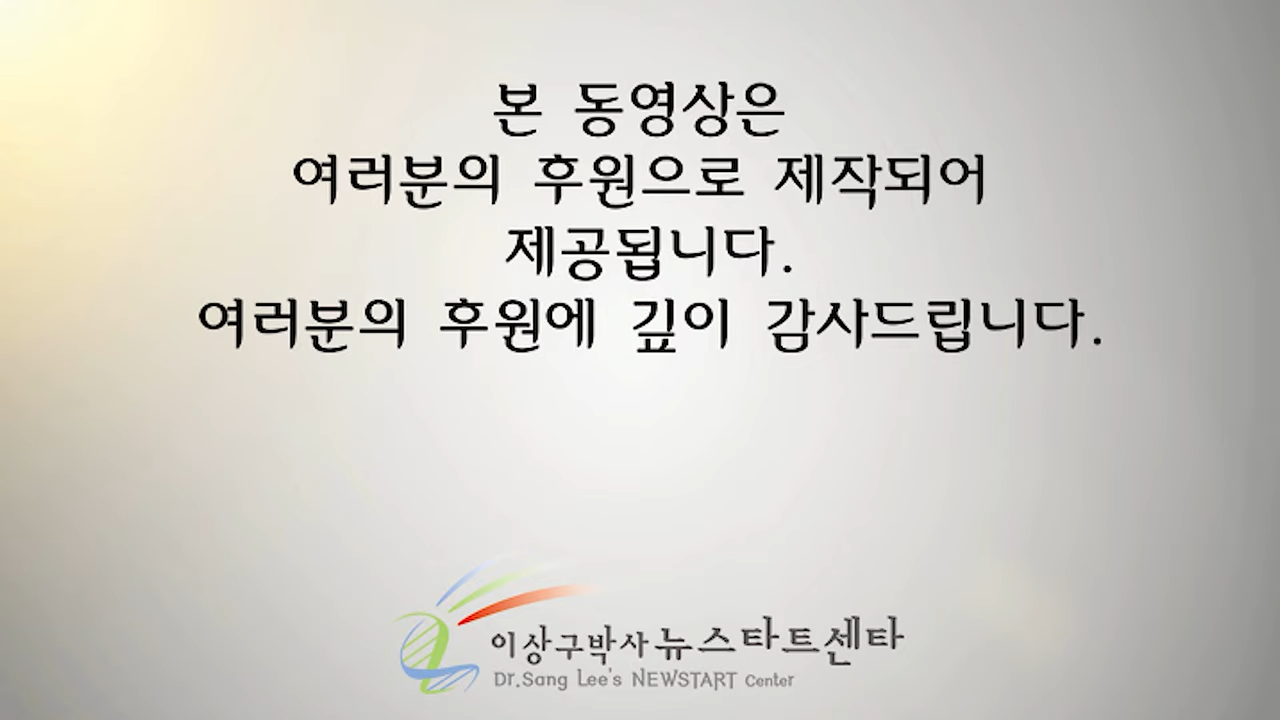 본 동영상은
여러분의 후원으로 제작되어
제공됩니다.
여러분의 후원에 깊이 감사드립니다.
이상구박사 뉴스타트센타
Dr.Sang Lee's NEWSTART Center